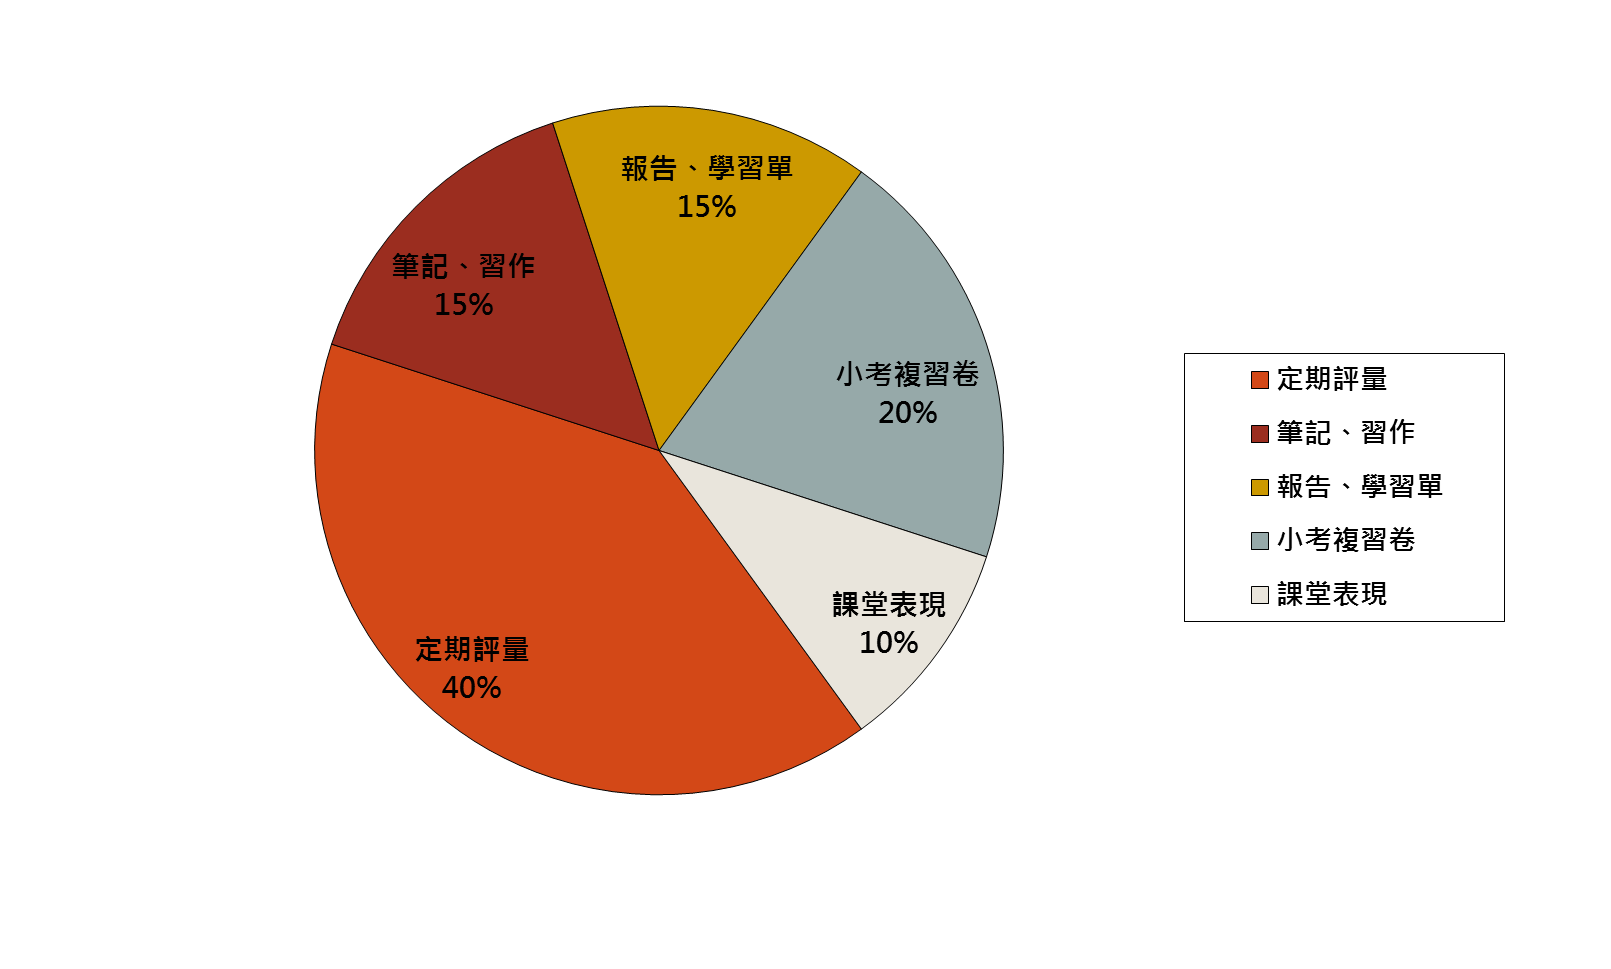 報告、學習單
15%
筆記、習作
15%
小考複習卷
20%
課堂表現
10%
定期評量
40%
定期評量
筆記、習作
報告、學習單
小考複習卷
課堂表現